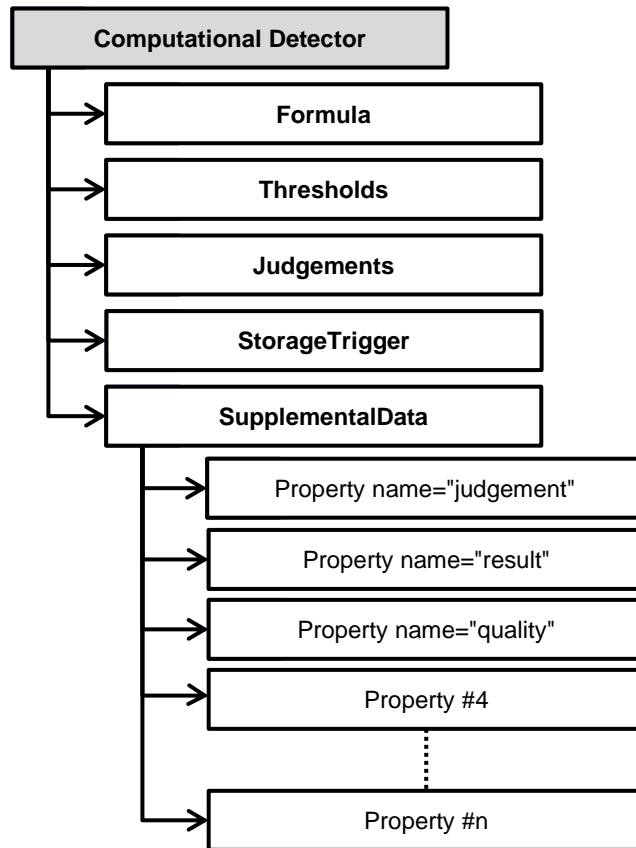 Computational Detector
Formula
Thresholds
Judgements
StorageTrigger
SupplementalData
Property name="judgement"
Property name="result"
Property name="quality"
Property #4
Property #n